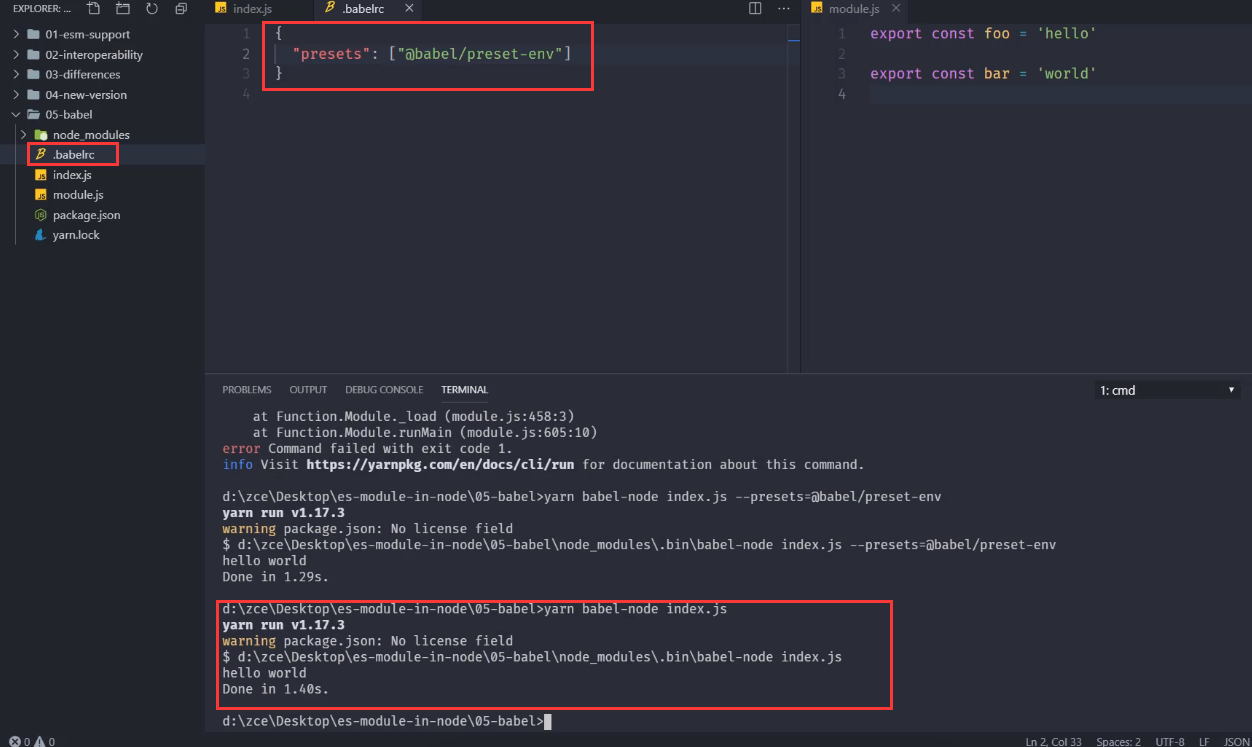 EXPLORER: ...
01-esm-support
02-interoperability
03-differences
04-new-version
05-babel
node_modules
.babelrc
index.js
module.js
package.json
yarn.lock
index.js
.babelrc
1 {
2 "presets": ["@babel/preset-env"]
3 }
4
module.js
1 export const foo = 'hello'
2
3 export const bar = 'world'
4
PROBLEMS OUTPUT DEBUG CONSOLE TERMINAL
1: cmd
at Function.Module._load (module.js:458:3)
at Function.Module.runMain (module.js:605:10)
error Command failed with exit code 1.
info Visit https://yarnpkg.com/en/docs/cli/run for documentation about this command.
d:\zce\Desktop\es-module-in-node\05-babel>yarn babel-node index.js --presets=@babel/preset-env
yarn run v1.17.3
warning package.json: No license field
$ d:\zce\Desktop\es-module-in-node\05-babel\node_modules\.bin\babel-node index.js --presets=@babel/preset-env
hello world
Done in 1.29s.
d:\zce\Desktop\es-module-in-node\05-babel>yarn babel-node index.js
yarn run v1.17.3
warning package.json: No license field
$ d:\zce\Desktop\es-module-in-node\05-babel\node_modules\.bin\babel-node index.js
hello world
Done in 1.40s.
d:\zce\Desktop\es-module-in-node\05-babel>
0 0
Ln 2, Col 33 Spaces: 2 UTF-8 LF JSON